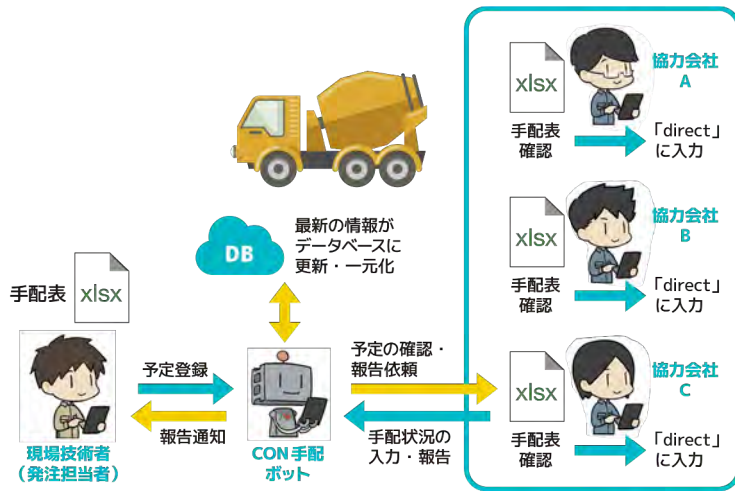 最新の情報が
データベースに
更新・一元化
DB
手配表
xlsx
現場技術者
（発注担当者）
予定登録
報告通知
CON手配
ボット
予定の確認・
報告依頼
手配状況の
入力・報告
xlsx
協力会社
A
手配表
確認
「direct」
に入力
xlsx
協力会社
B
手配表
確認
「direct」
に入力
xlsx
協力会社
C
手配表
確認
「direct」
に入力